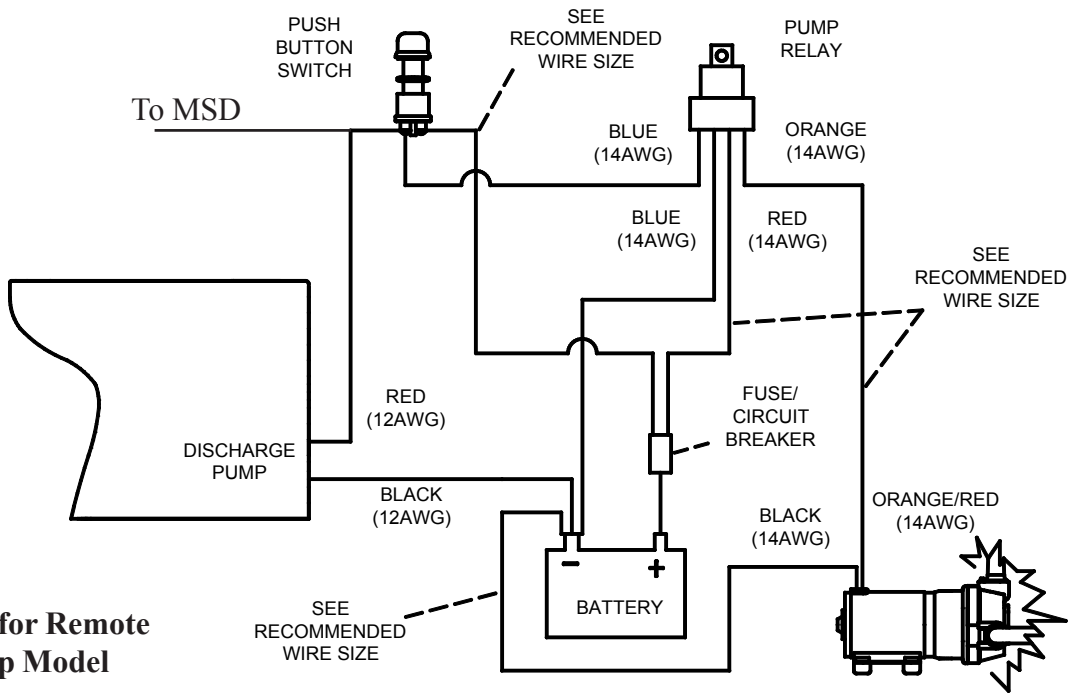 PUSH
BUTTON
SWITCH
SEE
RECOMMENDED
WIRE SIZE
PUMP
RELAY
To MSD
BLUE
(14AWG)
ORANGE
(14AWG)
BLUE
(14AWG)
RED
(14AWG)
SEE
RECOMMENDED
WIRE SIZE
RED
(12AWG)
FUSE/
CIRCUIT
BREAKER
DISCHARGE
PUMP
BLACK
(12AWG)
BLACK
(14AWG)
ORANGE/RED
(14AWG)
– +
BATTERY
SEE
RECOMMENDED
WIRE SIZE
for Remote
p Model